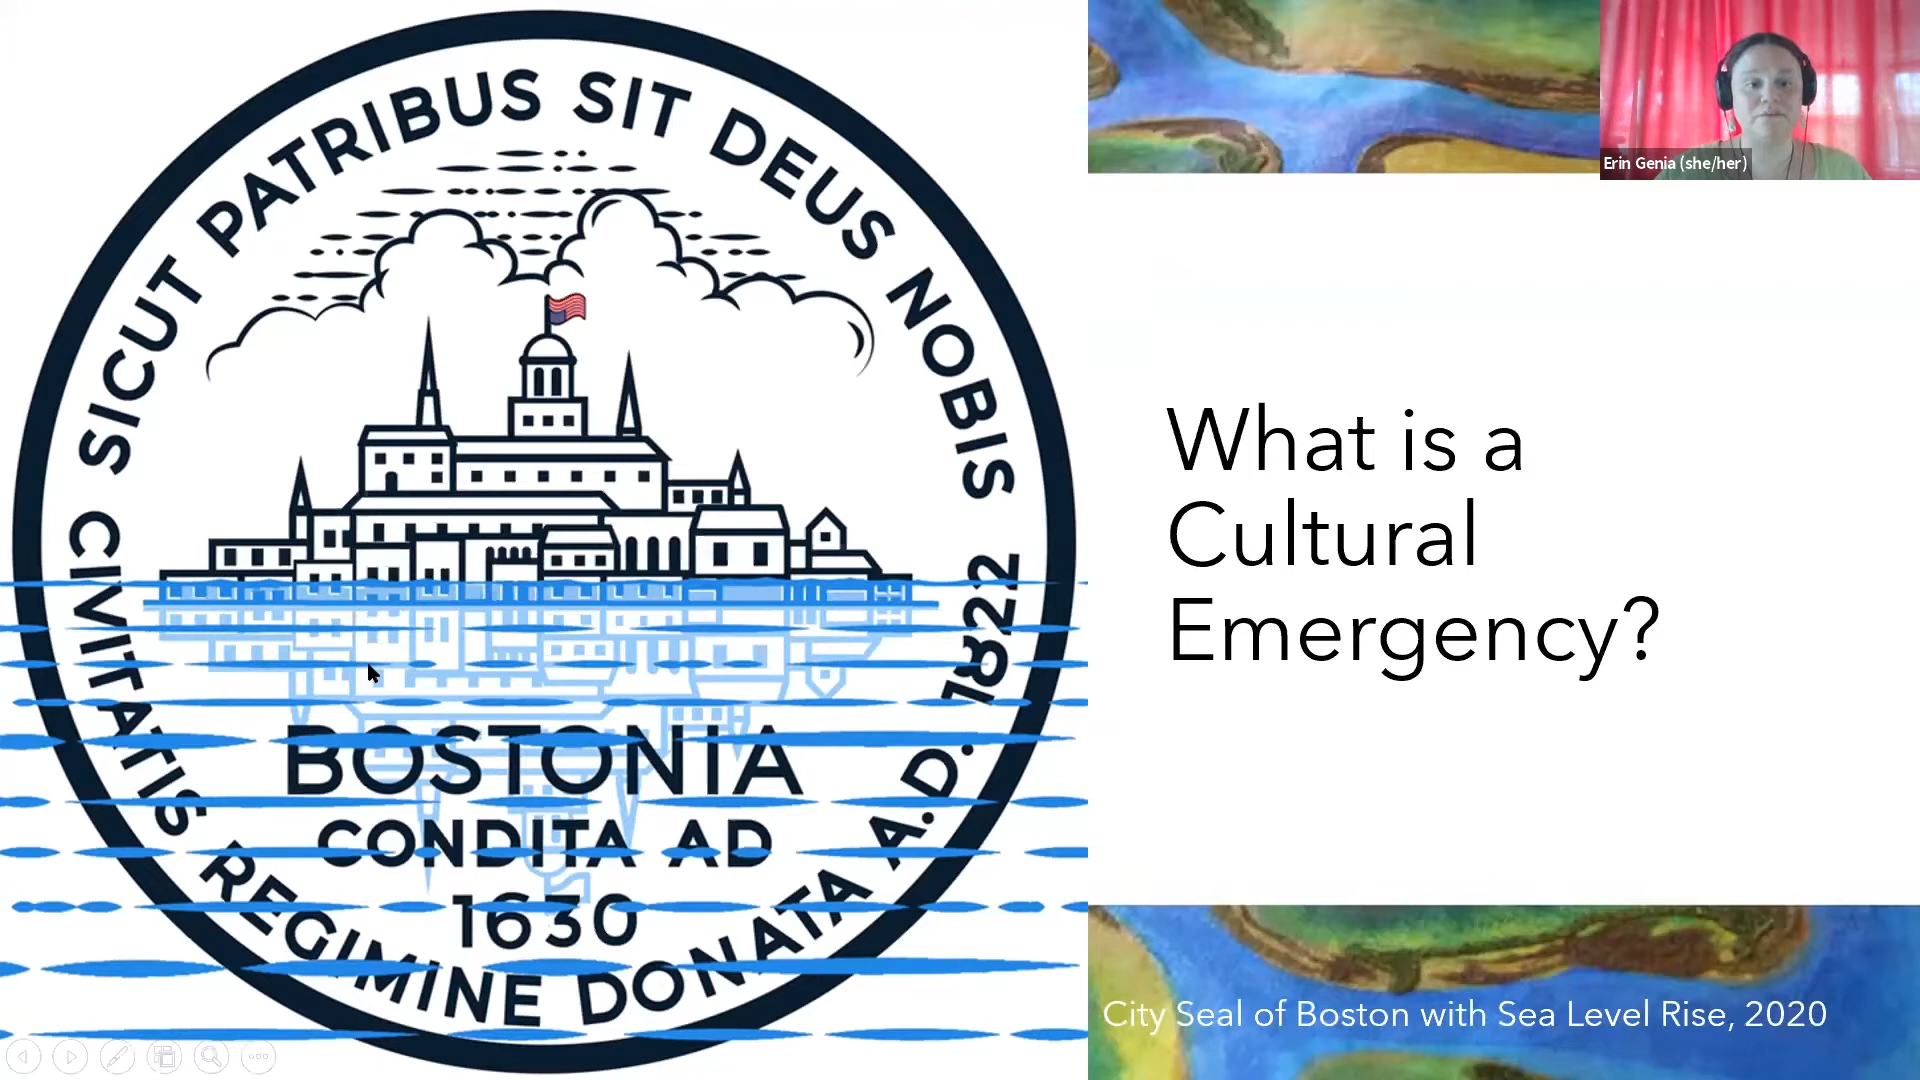 SICUT PATRIBUS SIT DEUS NOBIS
CIVITATIS REGIMINE DONATA A.D. 1822
BOSTONIA
CONDITA AD
1630
Erin Genia (she/her)
What is a
Cultural
Emergency?
City Seal of Boston with Sea Level Rise, 2020